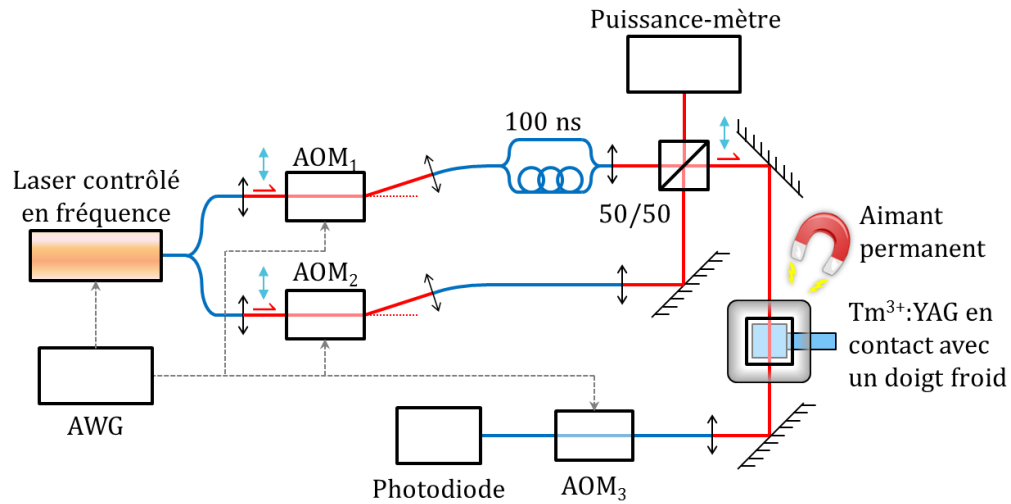 Puissance-mètre
100 ns
AOM₁
Laser contrôlé
en fréquence
50/50
Aimant
permanent
AOM₂
Tm³⁺:YAG en
contact avec
un doigt froid
AWG
Photodiode
AOM₃